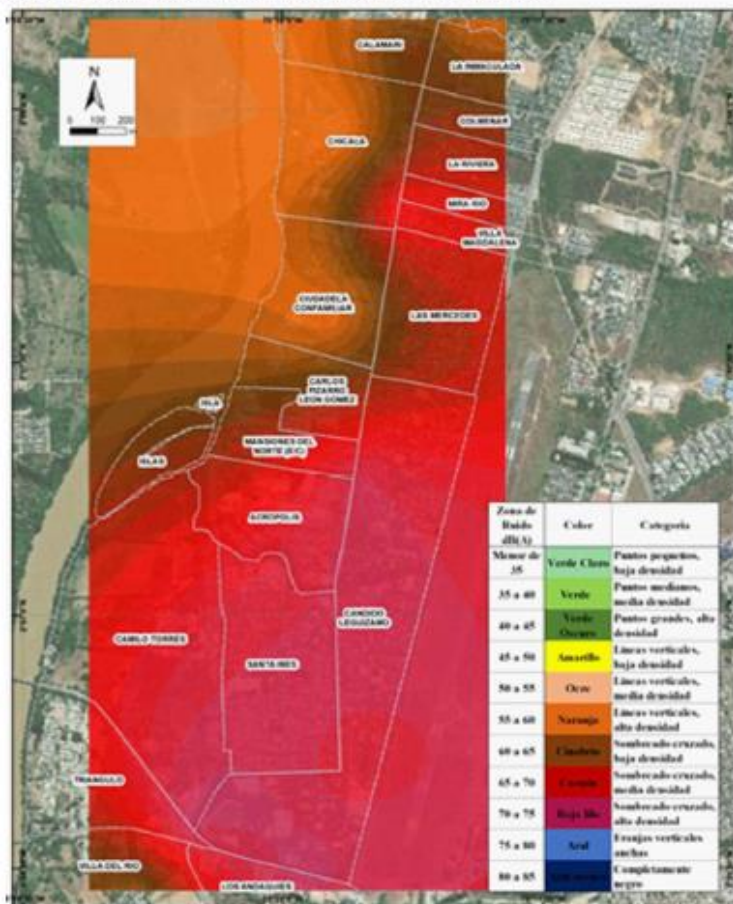 CALAMARI
LA INMACULADA
N
0 100 200
COLMENAR
CHICALA
LA RIVIERA
MIRA RIO
VILLA
MAGDALENA
CIUDADELA
CONFAMILIAR
LAS MERCEDES
CARLOS
PIZARRO
LEON GOMEZ
ISLA
MANSIONES DEL
NORTE (E/C)
ISLAS
ACROPOLIS
CANDIDO
LEGUIZAMO
CAMILO TORRES
SANTA INES
TRIANGULO
VILLA DEL RIO
LOS ANDAQUIES
Zona de Ruido dB(A) Color Categoria
Menor de 35 Verde Claro Puntos pequeños, baja densidad
35 a 40 Verde Puntos medianos, media densidad
40 a 45 Verde Oscuro Puntos grandes, alta densidad
45 a 50 Amarillo Lineas verticales, baja densidad
50 a 55 Ocre Lineas verticales, media densidad
55 a 60 Naranja Lineas verticales, alta densidad
60 a 65 Cinabrio Sombreado cruzado, baja densidad
65 a 70 Carmin Sombreado cruzado, media densidad
70 a 75 Rojo lila Sombreado cruzado, alta densidad
75 a 80 Azul Franjas verticales anchas
80 a 85 Completamente negro